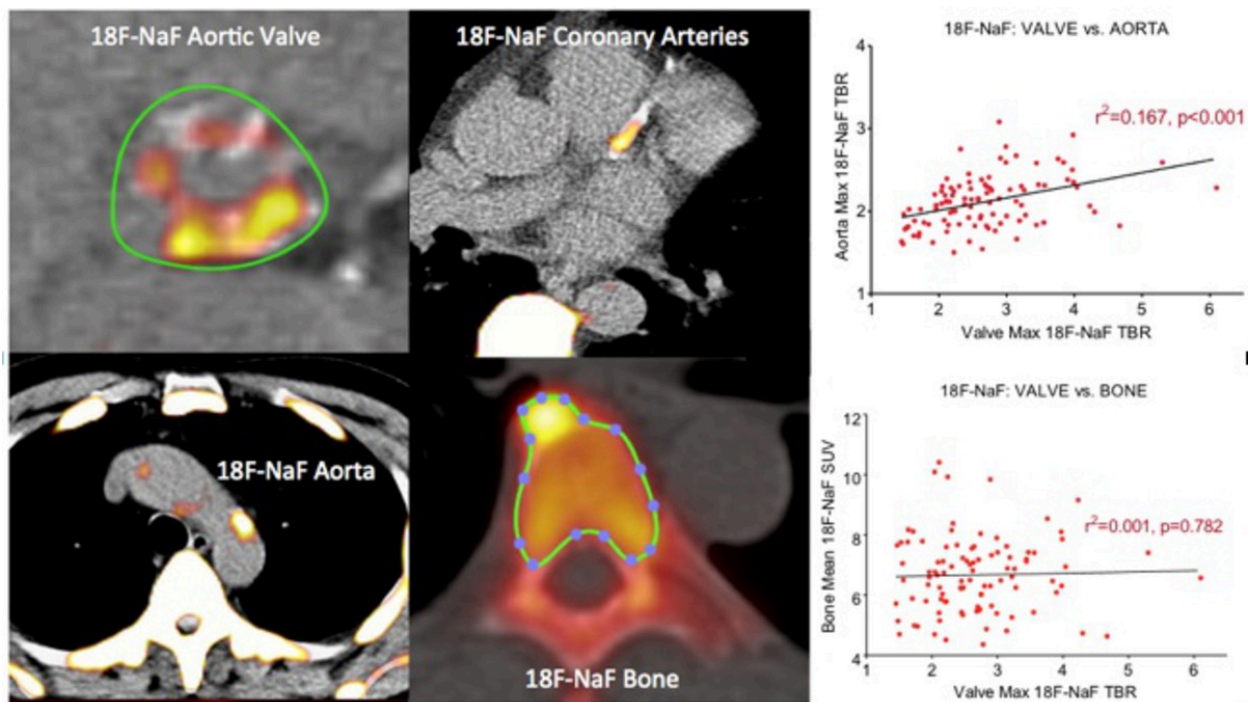 18F-NaF Aortic Valve
18F-NaF Coronary Arteries
18F-NaF Aorta
18F-NaF Bone
18F-NaF: VALVE vs. AORTA
Aorta Max 18F-NaF TBR
4
3
2
1
r²=0.167, p<0.001
1 2 3 4 5 6
Valve Max 18F-NaF TBR
18F-NaF: VALVE vs. BONE
Bone Mean 18F-NaF SUV
12
10
8
6
4
r²=0.001, p=0.782
1 2 3 4 5 6
Valve Max 18F-NaF TBR